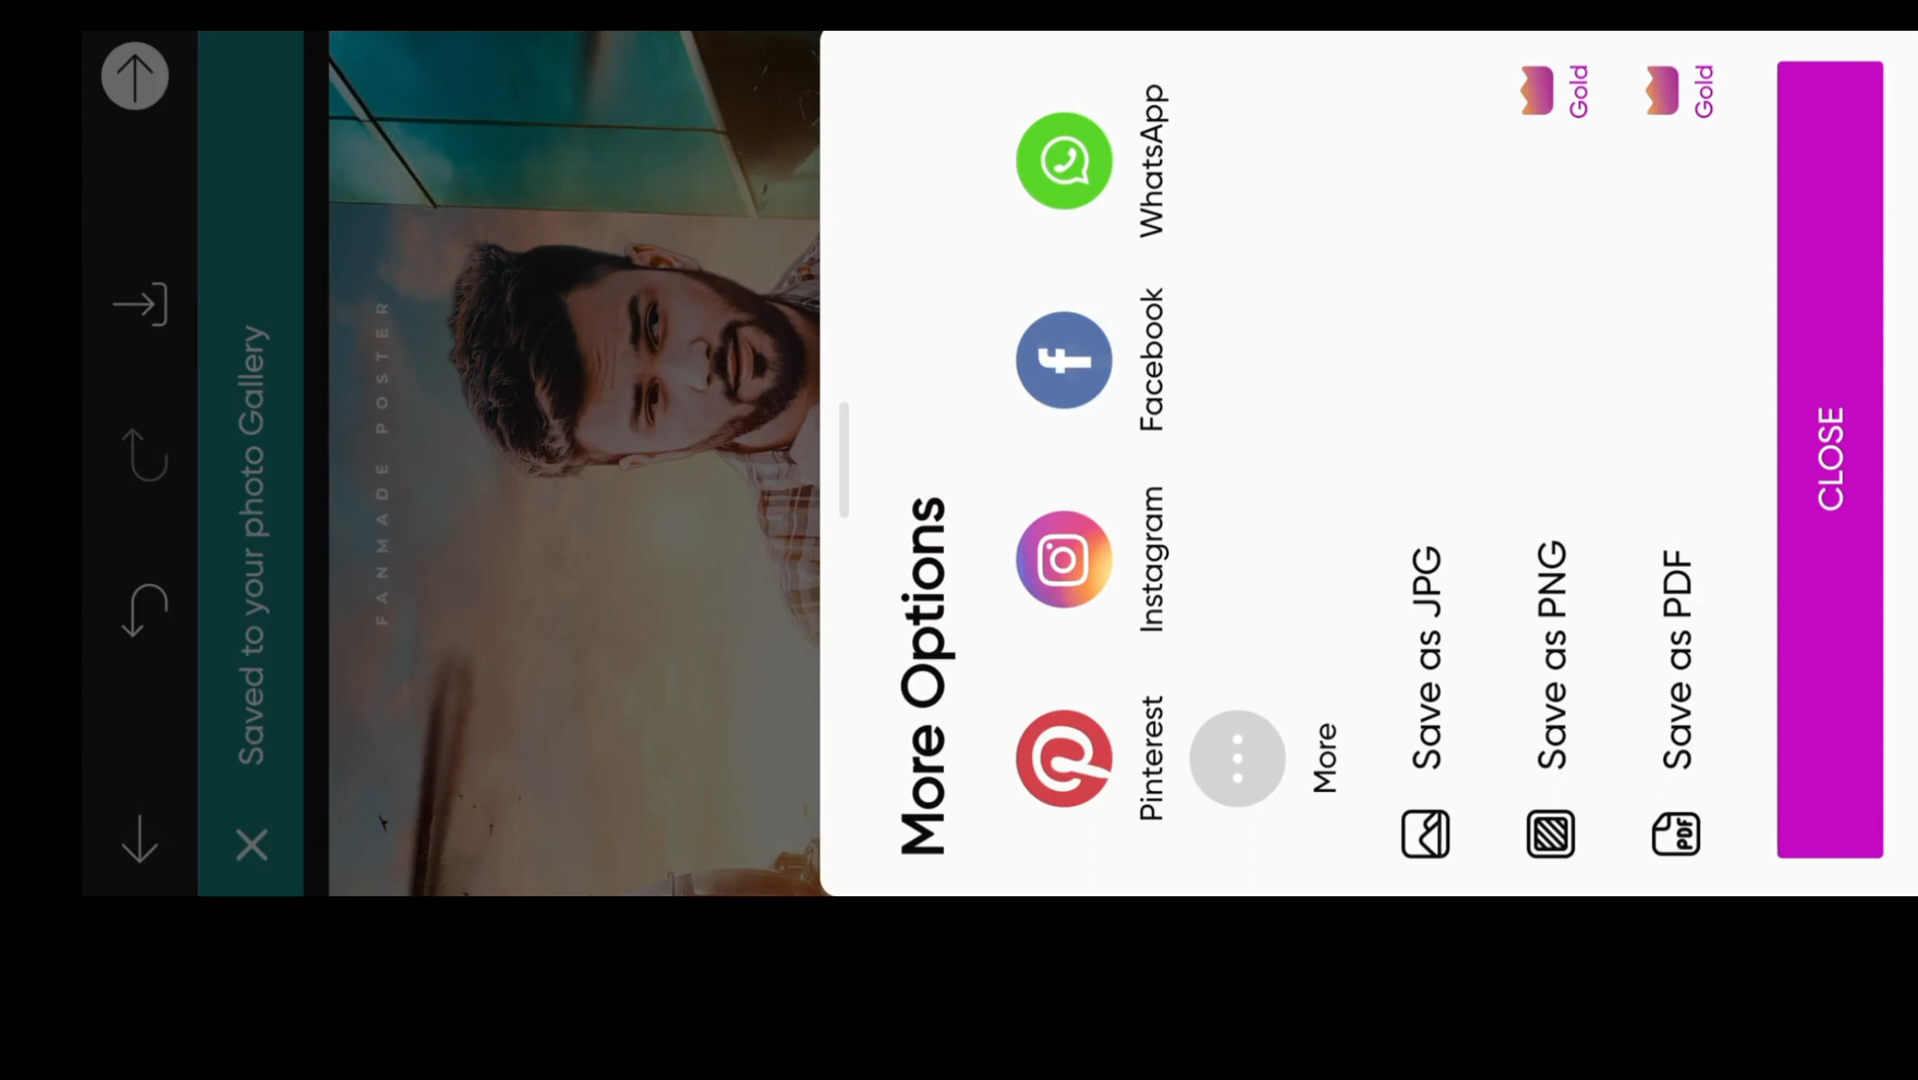 Saved to your photo Gallery
FANMADE POSTER
More Options
Pinterest
Instagram
Facebook
WhatsApp
More
Save as JPG
Save as PNG
Gold
Save as PDF
Gold
PDF
CLOSE